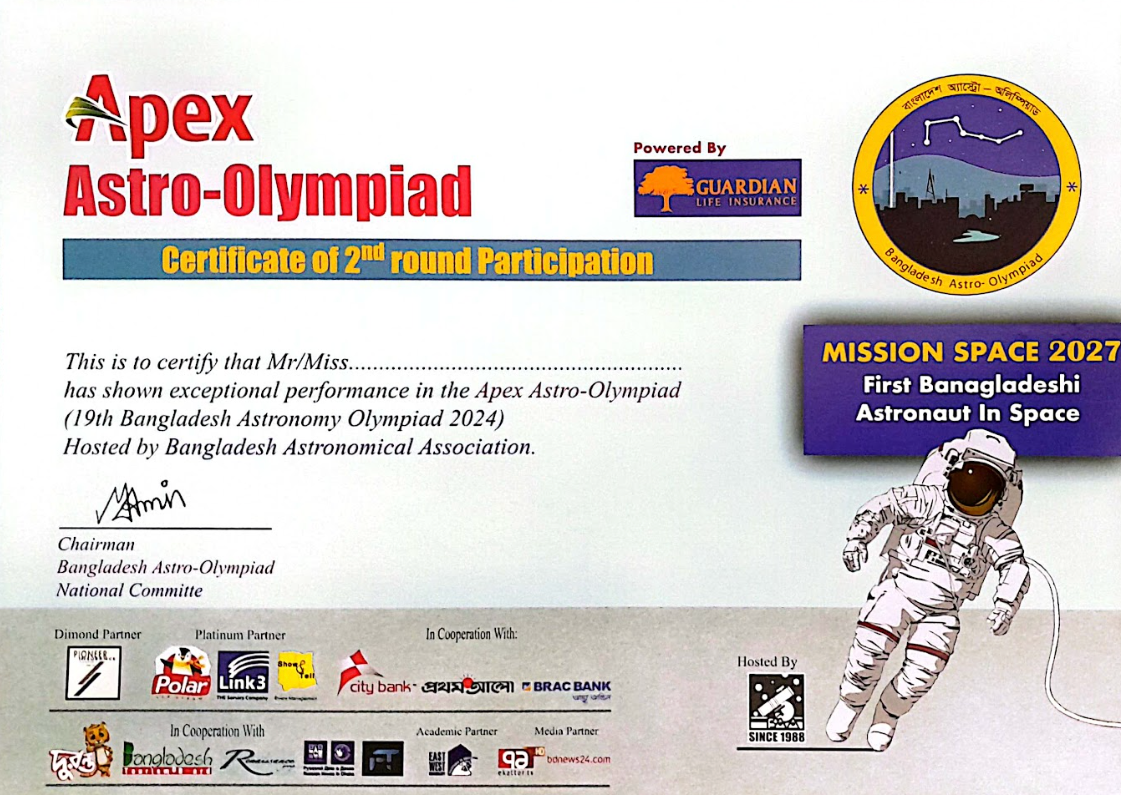 Apex
Astro-Olympiad
Powered By
GUARDIAN
LIFE INSURANCE
Certificate of 2nd round Participation
বাংলাদেশ অ্যাস্ট্রো – অলিম্পিয়াড
Bangladesh Astro-Olympiad
MISSION SPACE 2027
First Banagladeshi
Astronaut In Space
This is to certify that Mr/Miss.......................................................
has shown exceptional performance in the Apex Astro-Olympiad
(19th Bangladesh Astronomy Olympiad 2024)
Hosted by Bangladesh Astronomical Association.
MAmin
Chairman
Bangladesh Astro-Olympiad
National Committe
Dimond Partner
Platinum Partner
In Cooperation With:
PIONEER
Polar
Link3
Show & Tell
city bank
প্রথম আলো
BRAC BANK
In Cooperation With
Academic Partner
Media Partner
দুরন্ত
Bangladesh
EAST
WEST
HD
ekattor tv
bdnews24.com
Hosted By
SINCE 1988